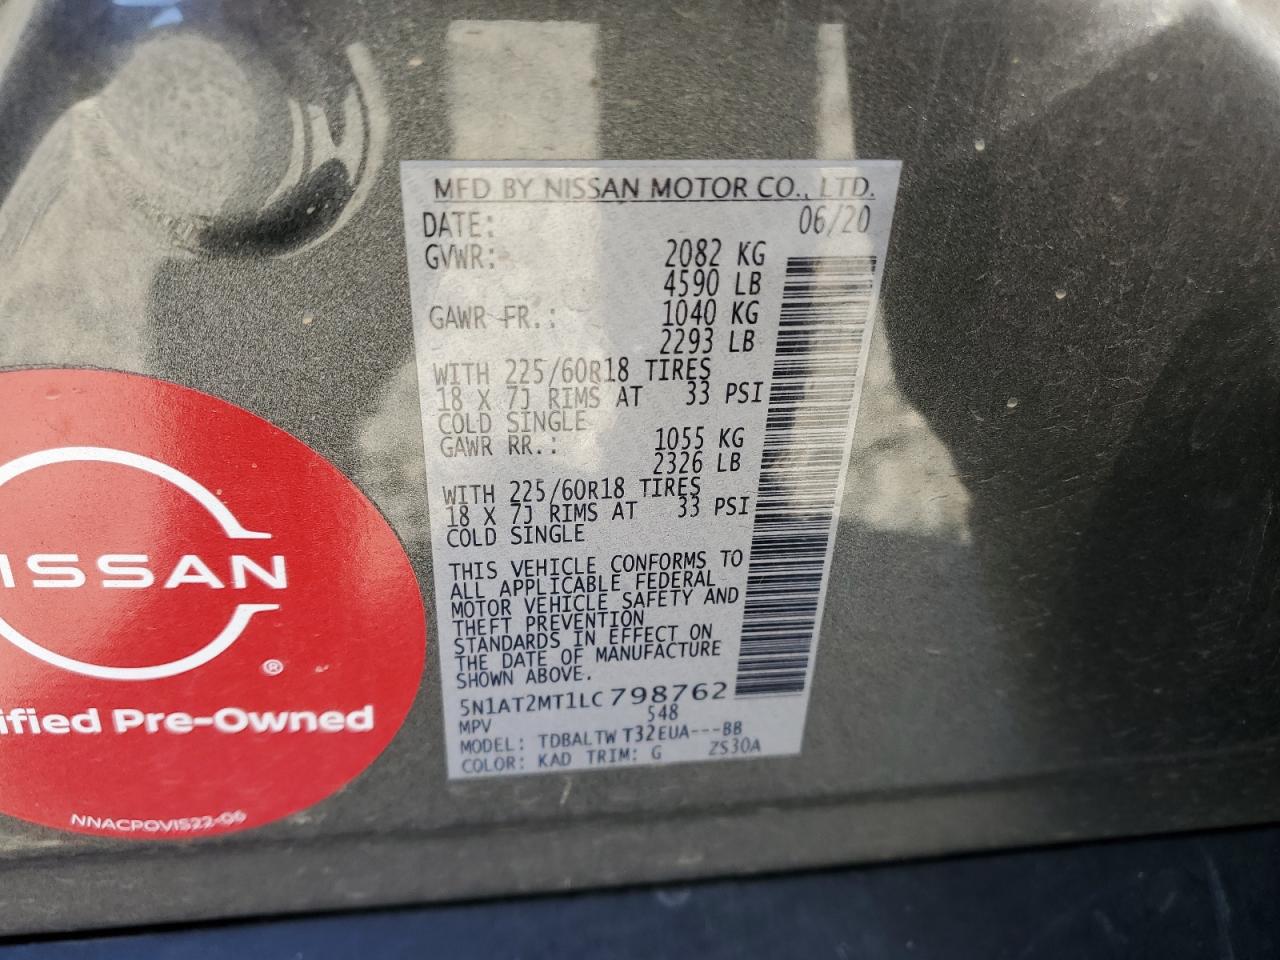 MFD BY NISSAN MOTOR CO., LTD.
DATE: 06/20
GVWR: 2082 KG
4590 LB
GAWR FR.: 1040 KG
2293 LB
WITH 225/60R18 TIRES
18 X 7J RIMS AT 33 PSI
COLD SINGLE
GAWR RR.: 1055 KG
2326 LB
WITH 225/60R18 TIRES
18 X 7J RIMS AT 33 PSI
COLD SINGLE
THIS VEHICLE CONFORMS TO
ALL APPLICABLE FEDERAL
MOTOR VEHICLE SAFETY AND
THEFT PREVENTION
STANDARDS IN EFFECT ON
THE DATE OF MANUFACTURE
SHOWN ABOVE.
5N1AT2MT1LC798762
MPV 548
MODEL: TDBALTW T32EUA---BB
COLOR: KAD TRIM: G ZS30A
NISSAN
®
ified Pre-Owned
NNACPOVIS22-06